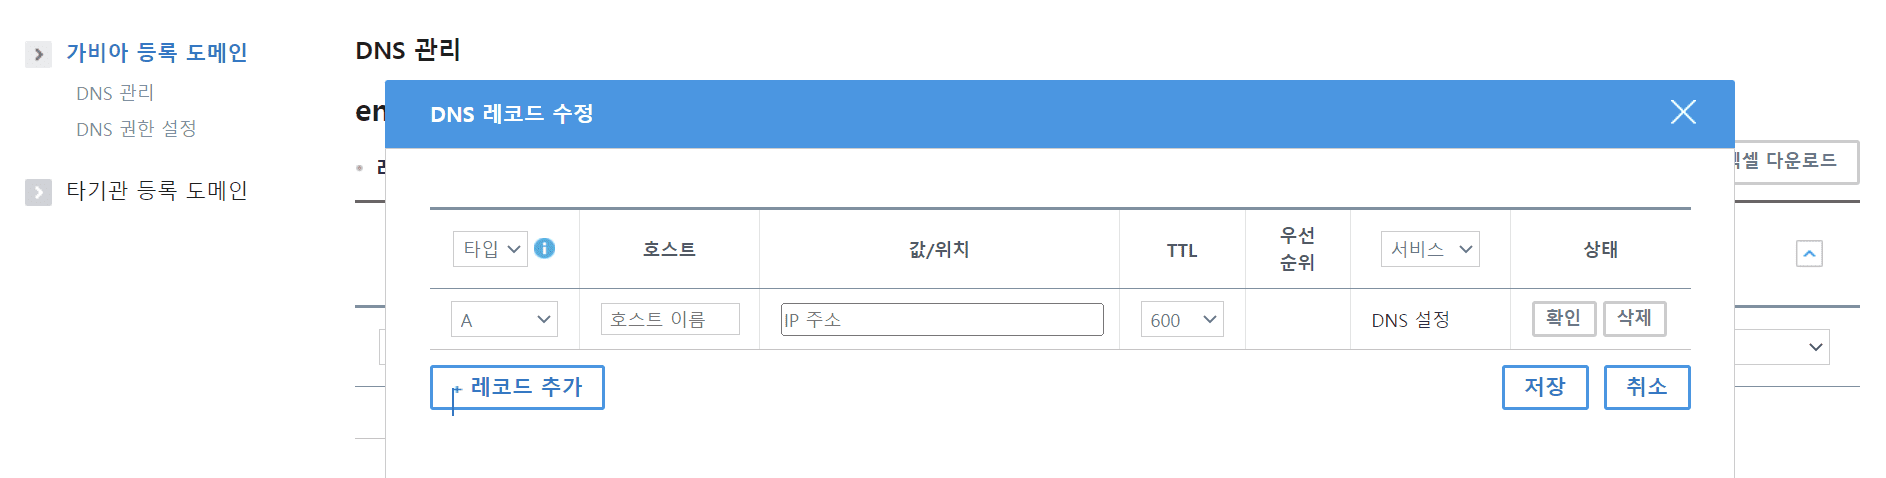 가비아 등록 도메인
DNS 관리
DNS 권한 설정
타기관 등록 도메인
DNS 관리
en
DNS 레코드 수정
셀 다운로드
타입
호스트
값/위치
TTL
우선
순위
서비스
상태
A
호스트 이름
IP 주소
600
DNS 설정
확인
삭제
+ 레코드 추가
저장
취소